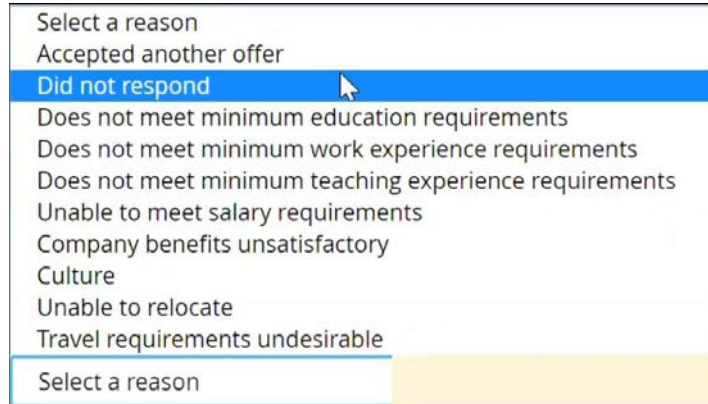 Select a reason
Accepted another offer
Did not respond
Does not meet minimum education requirements
Does not meet minimum work experience requirements
Does not meet minimum teaching experience requirements
Unable to meet salary requirements
Company benefits unsatisfactory
Culture
Unable to relocate
Travel requirements undesirable
Select a reason